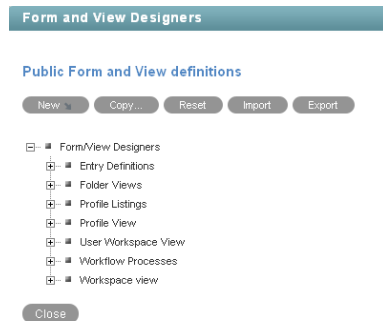 Form and View Designers
Public Form and View definitions
New Copy... Reset Import Export
Form/View Designers
Entry Definitions
Folder Views
Profile Listings
Profile View
User Workspace View
Workflow Processes
Workspace view
Close